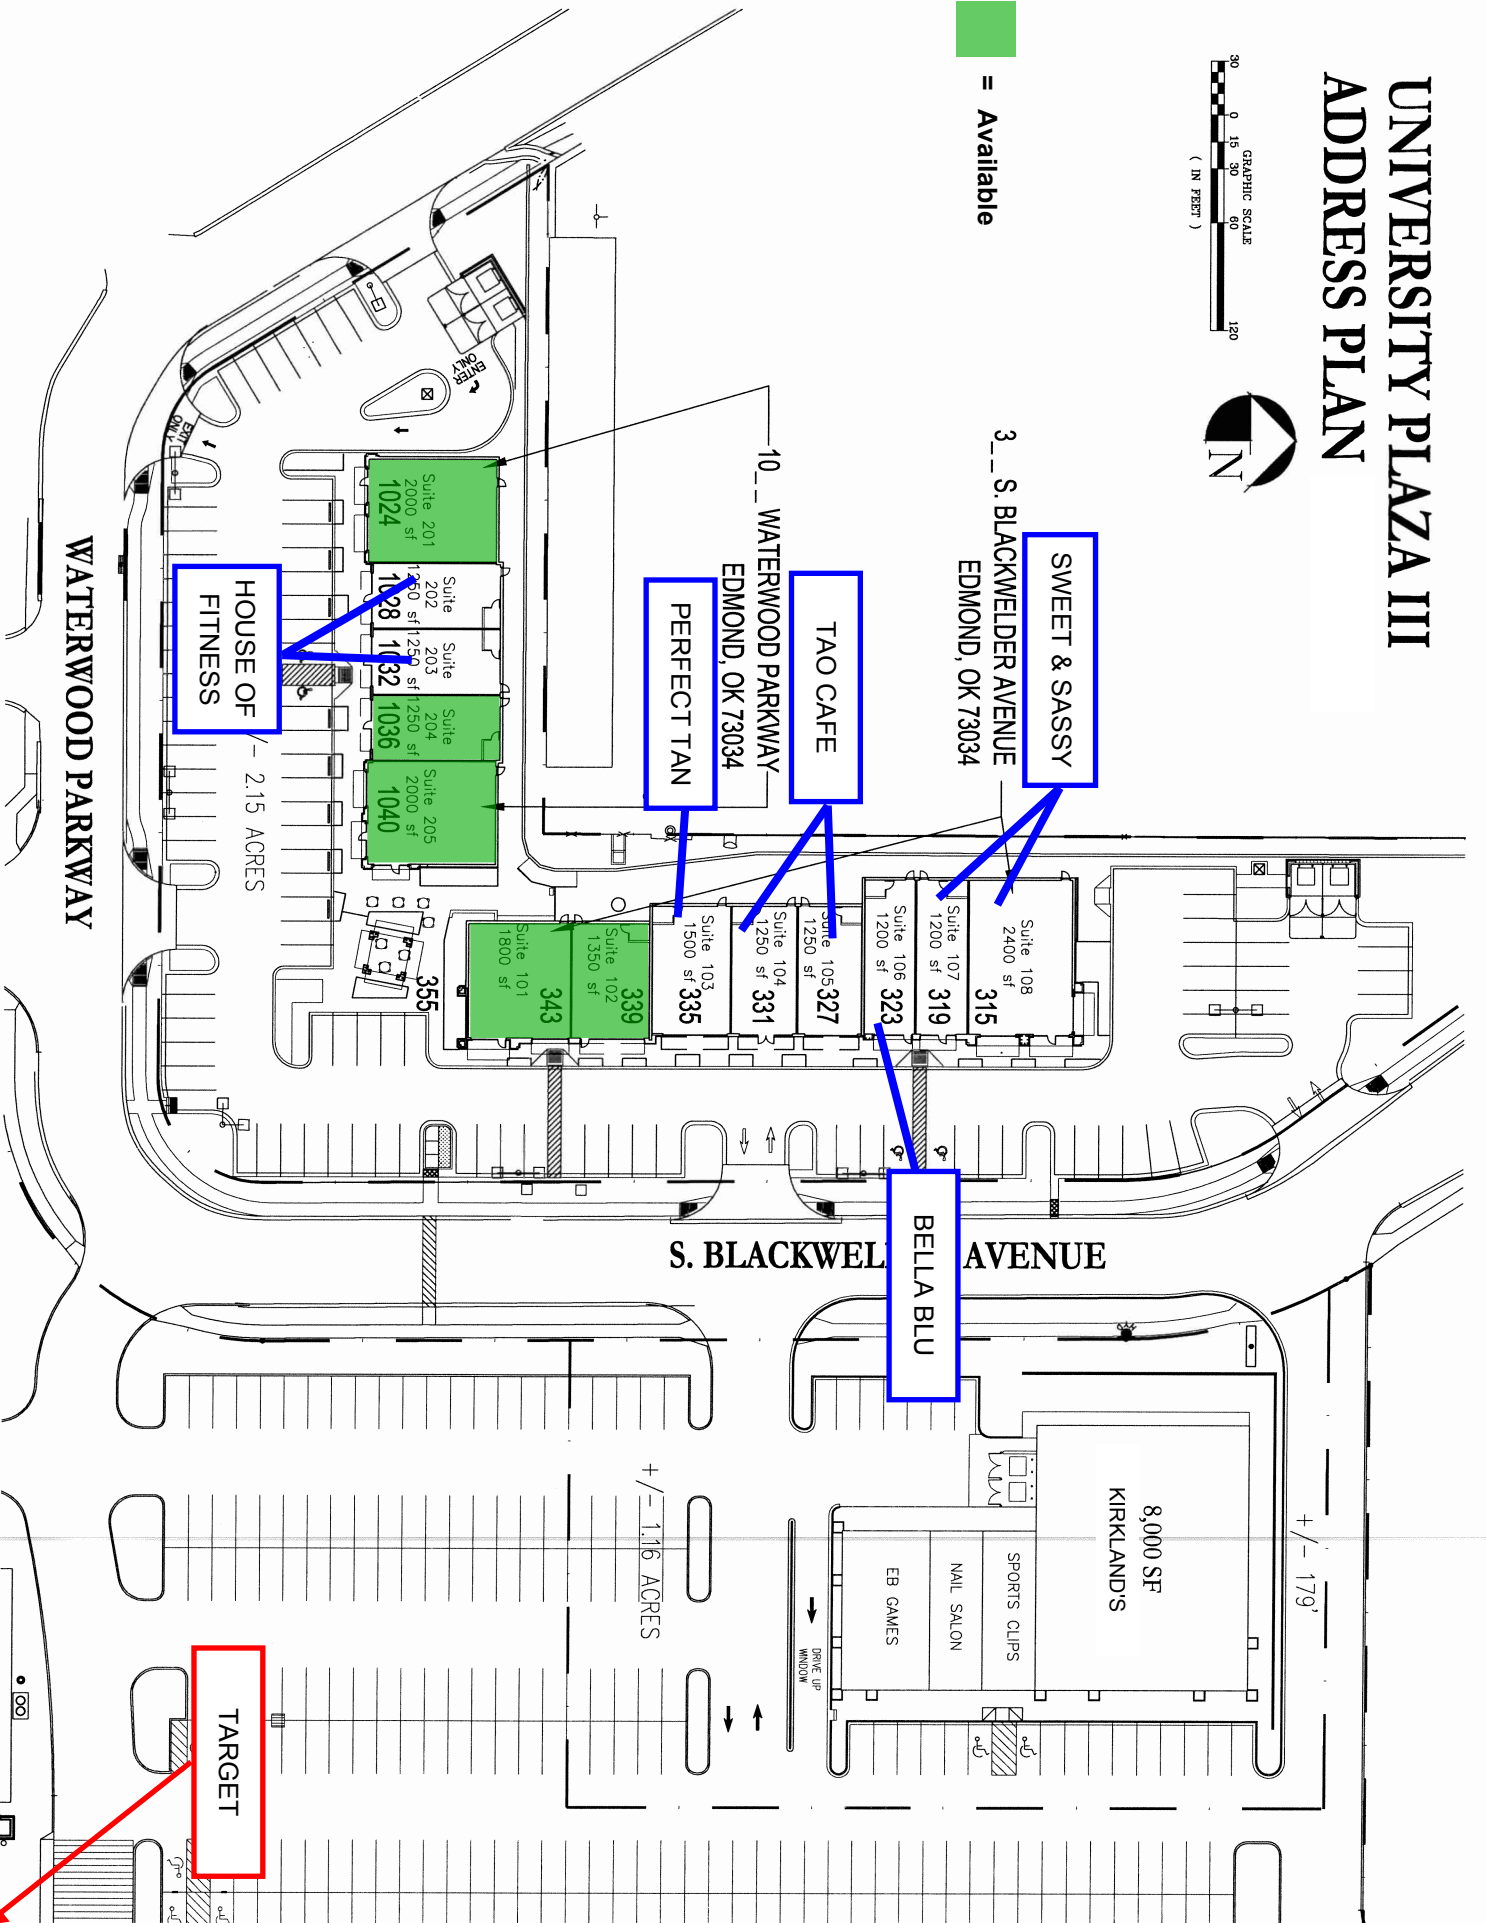 UNIVERSITY PLAZA III
ADDRESS PLAN
GRAPHIC SCALE
30 0 15 30 60 120
( IN FEET )
N
= Available
3__ S. BLACKWELDER AVENUE
EDMOND, OK 73034
10__ WATERWOOD PARKWAY
EDMOND, OK 73034
SWEET & SASSY
TAO CAFE
PERFECT TAN
HOUSE OF
FITNESS
BELLA BLU
TARGET
ENTER
ONLY
EXIT
ONLY
Suite 201
2000 sf
1024
Suite
202
1250 sf
1028
Suite
203
1250 sf
1032
Suite
204
1250 sf
1036
Suite 205
2000 sf
1040
/- 2.15 ACRES
WATERWOOD PARKWAY
355
Suite 101
1800 sf
343
Suite 102
1350 sf
339
Suite 103
1500 sf
335
Suite 104
1250 sf
331
Suite 105
1250 sf
327
Suite 106
1200 sf
323
Suite 107
1200 sf
319
Suite 108
2400 sf
315
S. BLACKWEL AVENUE
8,000 SF
KIRKLAND'S
SPORTS CLIPS
NAIL SALON
EB GAMES
DRIVE UP
WINDOW
+/- 179'
+/- 1.16 ACRES